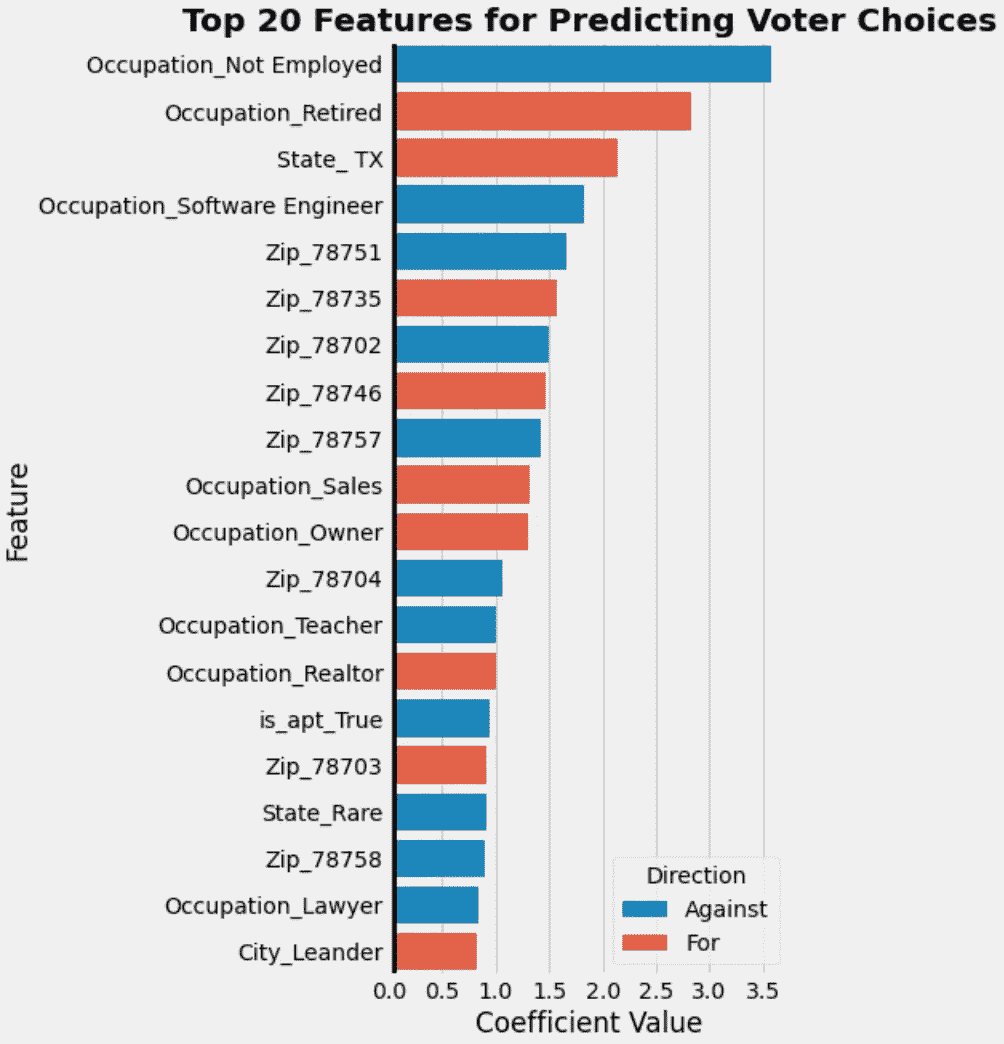 Top 20 Features for Predicting Voter Choices
Occupation_Not Employed
Occupation_Retired
State_ TX
Occupation_Software Engineer
Zip_78751
Zip_78735
Zip_78702
Zip_78746
Zip_78757
Occupation_Sales
Occupation_Owner
Zip_78704
Occupation_Teacher
Occupation_Realtor
is_apt_True
Zip_78703
State_Rare
Zip_78758
Occupation_Lawyer
City_Leander
Feature
Direction
Against
For
0.0 0.5 1.0 1.5 2.0 2.5 3.0 3.5
Coefficient Value